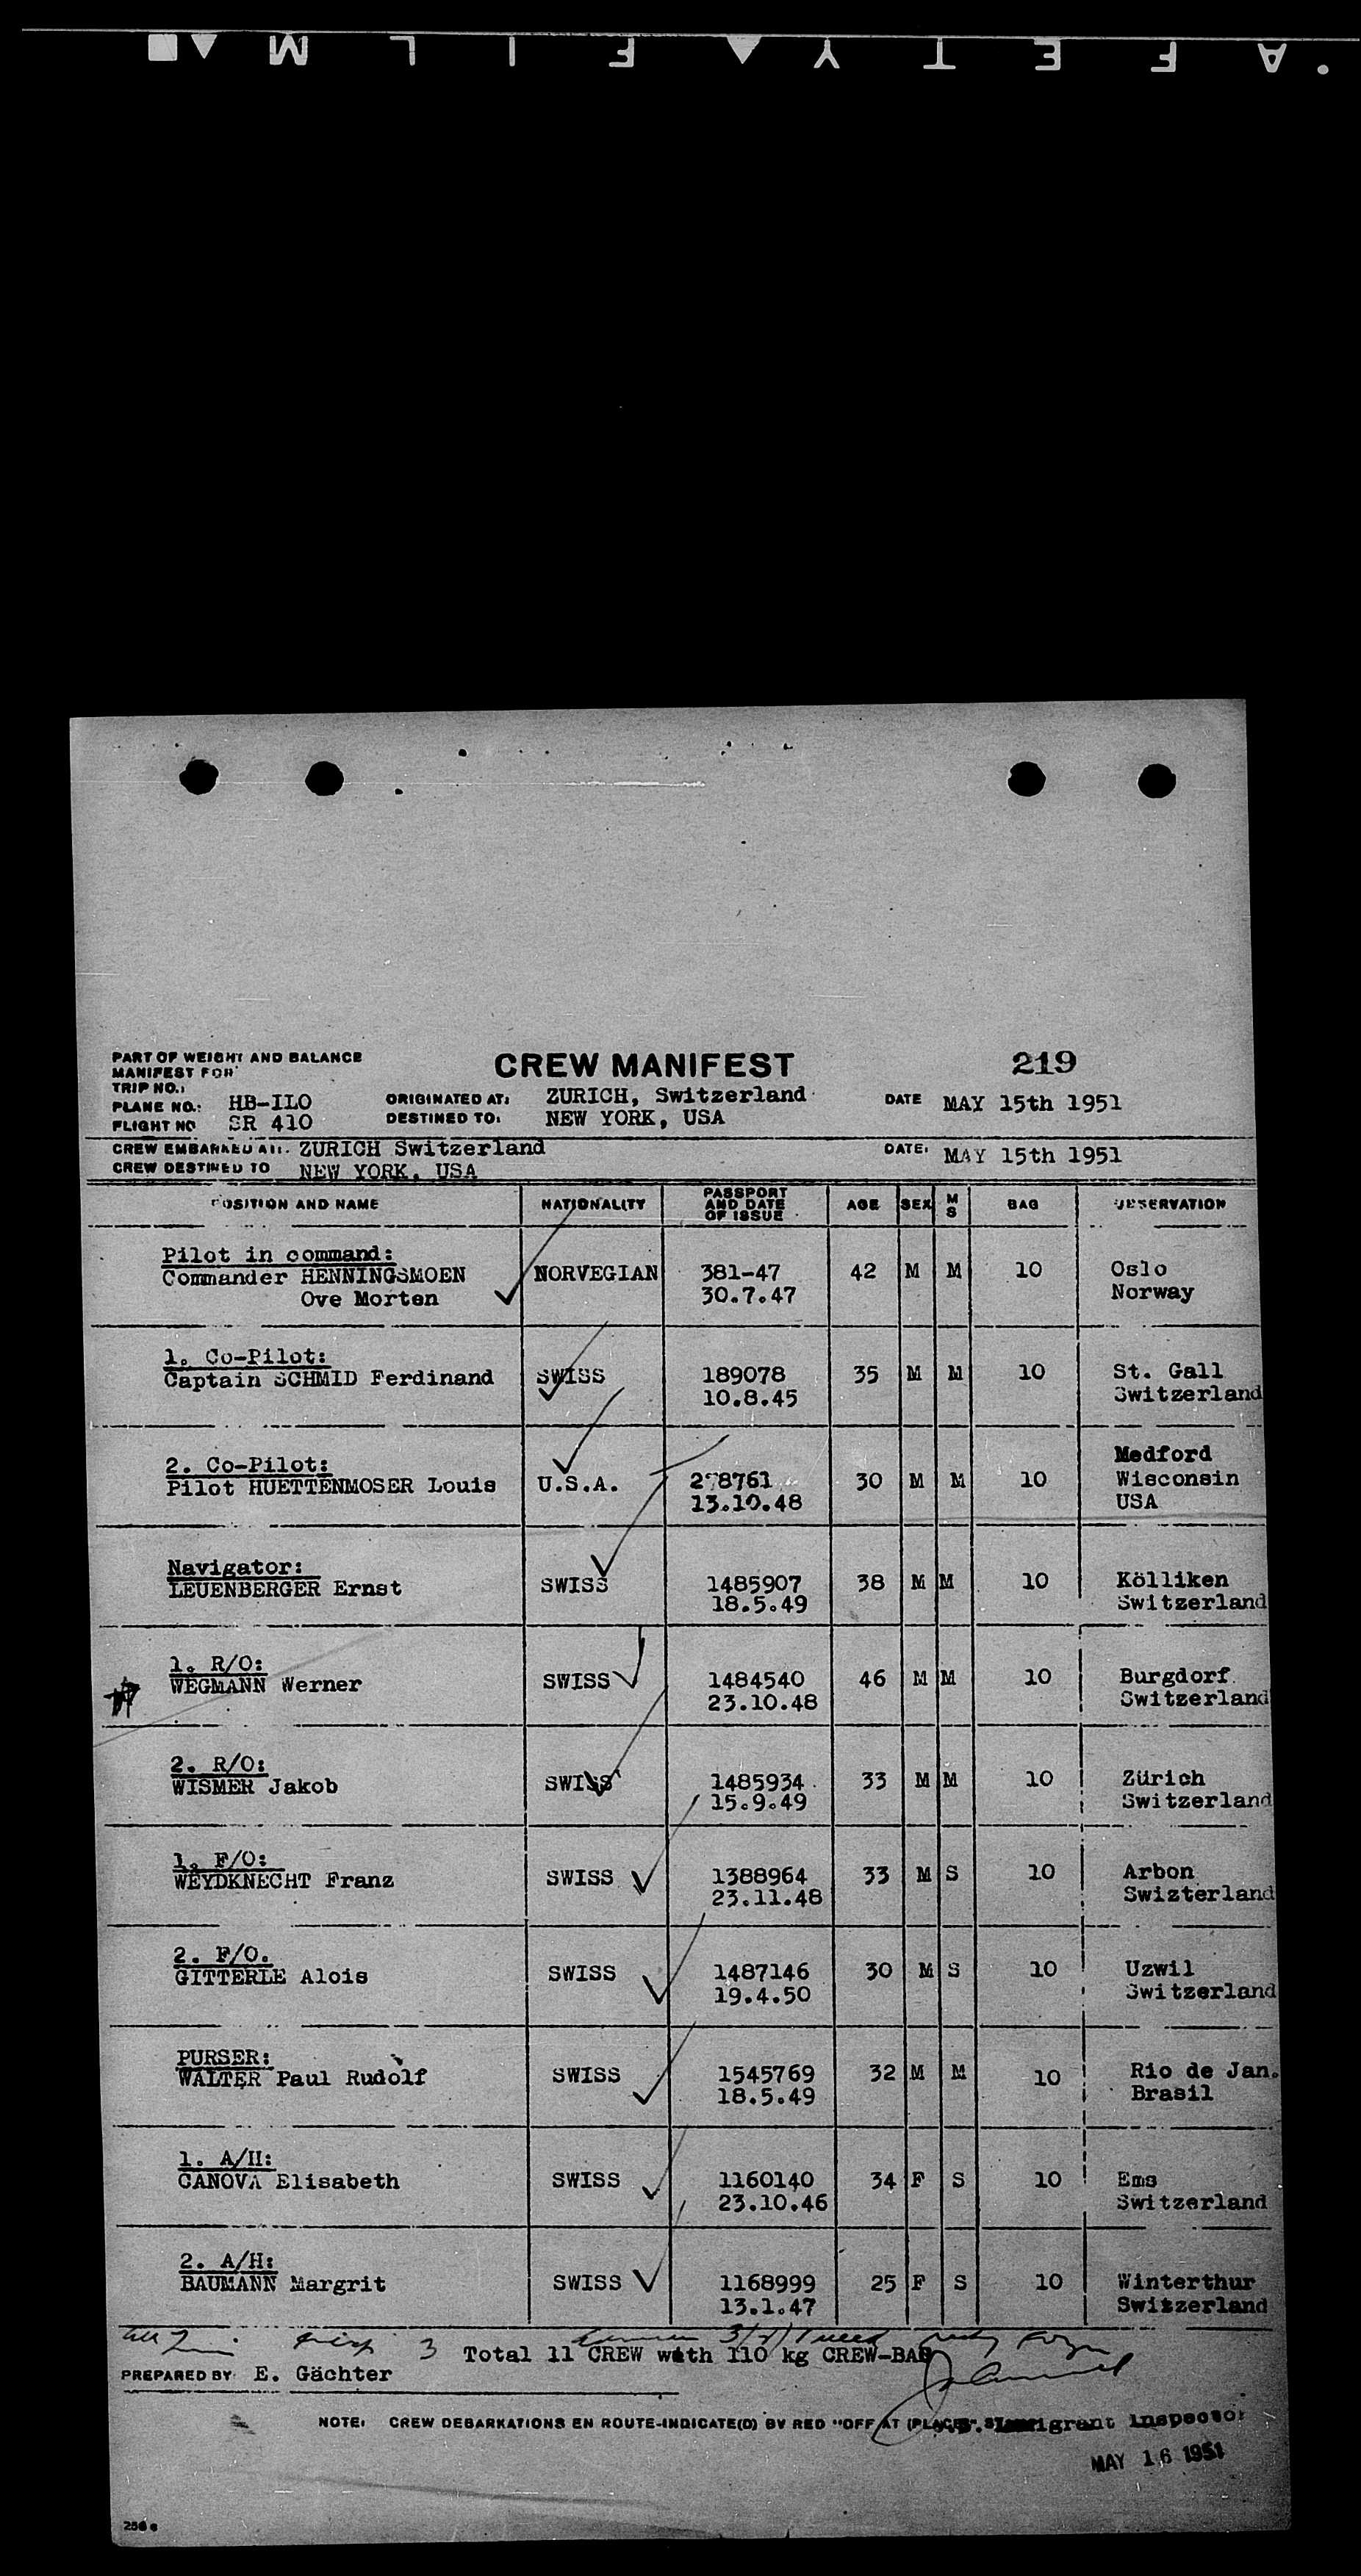 SAFETY FILM
CREW MANIFEST
219
PART OF WEIGHT AND BALANCE
MANIFEST FOR
TRIP NO.:
PLANE NO.: HB-ILO
FLIGHT NO SR 410
ORIGINATED AT: ZURICH, Switzerland
DESTINED TO: NEW YORK, USA
DATE MAY 15th 1951
CREW EMBARKED AT: ZURICH Switzerland
CREW DESTINED TO NEW YORK, USA
DATE: MAY 15th 1951
POSITION AND NAME NATIONALITY PASSPORT AND DATE OF ISSUE AGE SEX M S BAG OBSERVATION
Pilot in command:
Commander HENNINGSMOEN NORVEGIAN 381-47 42 M M 10 Oslo
Ove Morten 30.7.47 Norway
1. Co-Pilot:
Captain SCHMID Ferdinand SWISS 189078 35 M M 10 St. Gall
10.8.45 Switzerland
2. Co-Pilot: Medford
Pilot HUETTENMOSER Louis U.S.A. 30 M M 10 Wisconsin
13.10.48 USA
Navigator:
LEUENBERGER Ernst SWISS 1485907 38 M M 10 Kölliken
18.5.49 Switzerland
1. R/O:
WEGMANN Werner SWISS 1484540 46 M M 10 Burgdorf
23.10.48 Switzerland
2. R/O:
WISMER Jakob SWISS 1485934 33 M M 10 Zürich
15.9.49 Switzerland
1. F/O:
WEYDKNECHT Franz SWISS 1388964 33 M S 10 Arbon
23.11.48 Swizterland
2. F/O.
GITTERLE Alois SWISS 1487146 30 M S 10 Uzwil
19.4.50 Switzerland
PURSER:
WALTER Paul Rudolf SWISS 1545769 32 M M 10 Rio de Jan.
18.5.49 Brasil
1. A/H:
CANOVA Elisabeth SWISS 1160140 34 F S 10 Ems
23.10.46 Switzerland
2. A/H:
BAUMANN Margrit SWISS 1168999 25 F S 10 Winterthur
13.1.47 Switzerland
3 Total 11 CREW with 110 kg CREW-BAG
PREPARED BY: E. Gächter
NOTE: CREW DEBARKATIONS EN ROUTE-INDICATE(D) BY RED "OFF AT (PLACE)"
Immigrant Inspector
MAY 16 1951